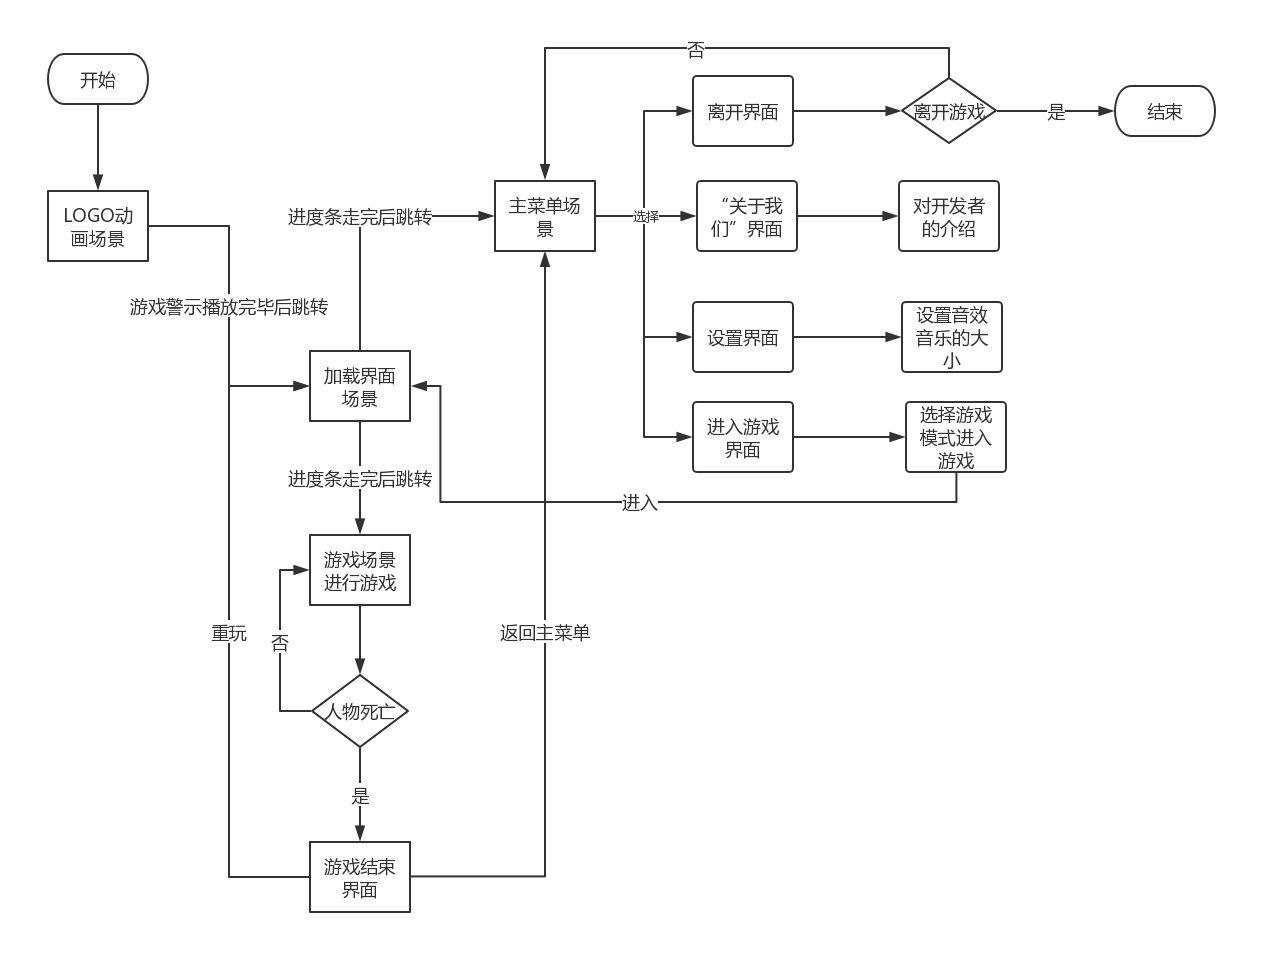 否
开始
离开界面
离开游戏
是
结束
LOGO动
画场景
进度条走完后跳转
主菜单场
景
选择
“关于我
们”界面
对开发者
的介绍
游戏警示播放完毕后跳转
设置界面
设置音效
音乐的大
小
加载界面
场景
进入游戏
界面
选择游戏
模式进入
游戏
进度条走完后跳转
进入
游戏场景
进行游戏
重玩
否
返回主菜单
人物死亡
是
游戏结束
界面